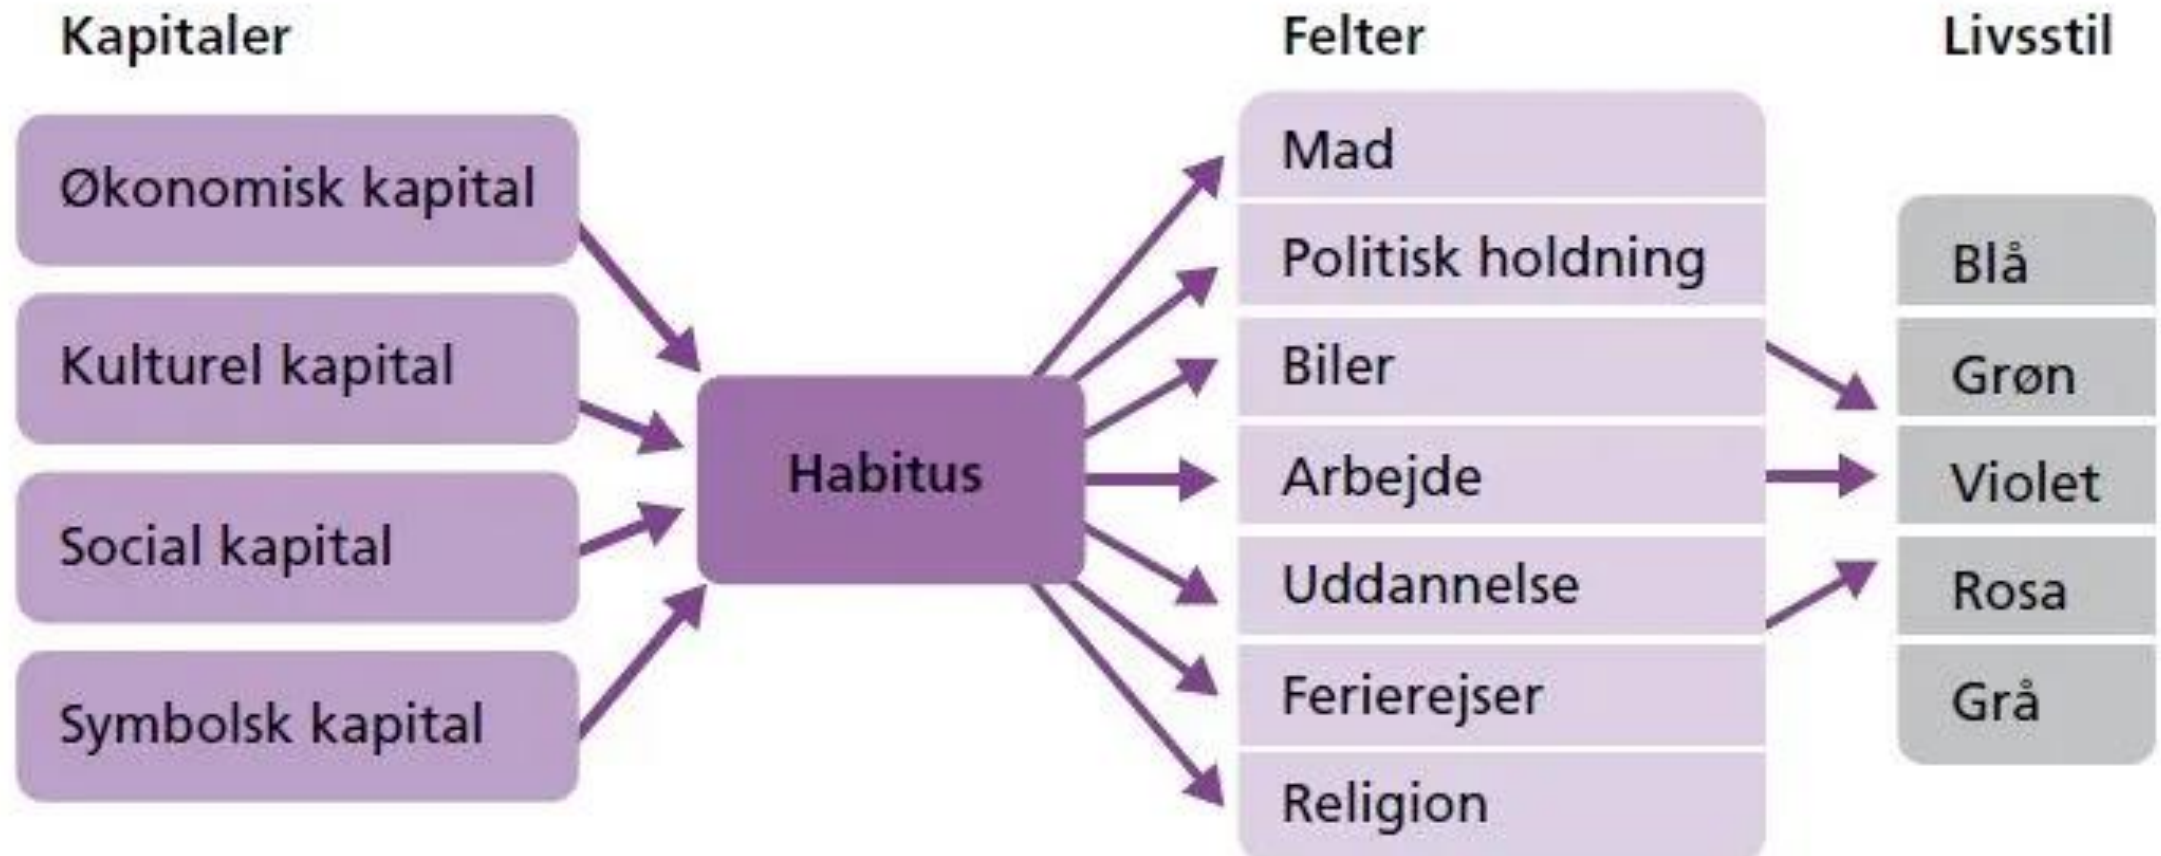 Kapitaler
Økonomisk kapital
Kulturel kapital
Social kapital
Symbolsk kapital
Habitus
Felter
Mad
Politisk holdning
Biler
Arbejde
Uddannelse
Ferierejser
Religion
Livsstil
Blå
Grøn
Violet
Rosa
Grå